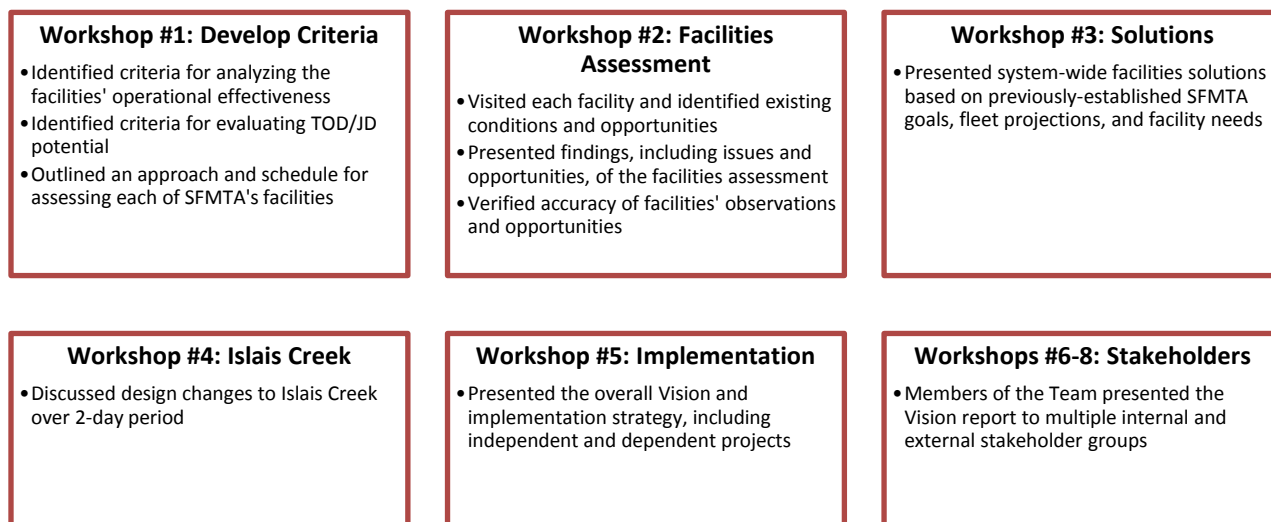 Workshop #1: Develop Criteria
•Identified criteria for analyzing the
facilities' operational effectiveness
•Identified criteria for evaluating TOD/JD
potential
•Outlined an approach and schedule for
assessing each of SFMTA's facilities
Workshop #2: Facilities
Assessment
•Visited each facility and identified existing
conditions and opportunities
•Presented findings, including issues and
opportunities, of the facilities assessment
•Verified accuracy of facilities' observations
and opportunities
Workshop #3: Solutions
•Presented system-wide facilities solutions
based on previously-established SFMTA
goals, fleet projections, and facility needs
Workshop #4: Islais Creek
•Discussed design changes to Islais Creek
over 2-day period
Workshop #5: Implementation
•Presented the overall Vision and
implementation strategy, including
independent and dependent projects
Workshops #6-8: Stakeholders
•Members of the Team presented the
Vision report to multiple internal and
external stakeholder groups